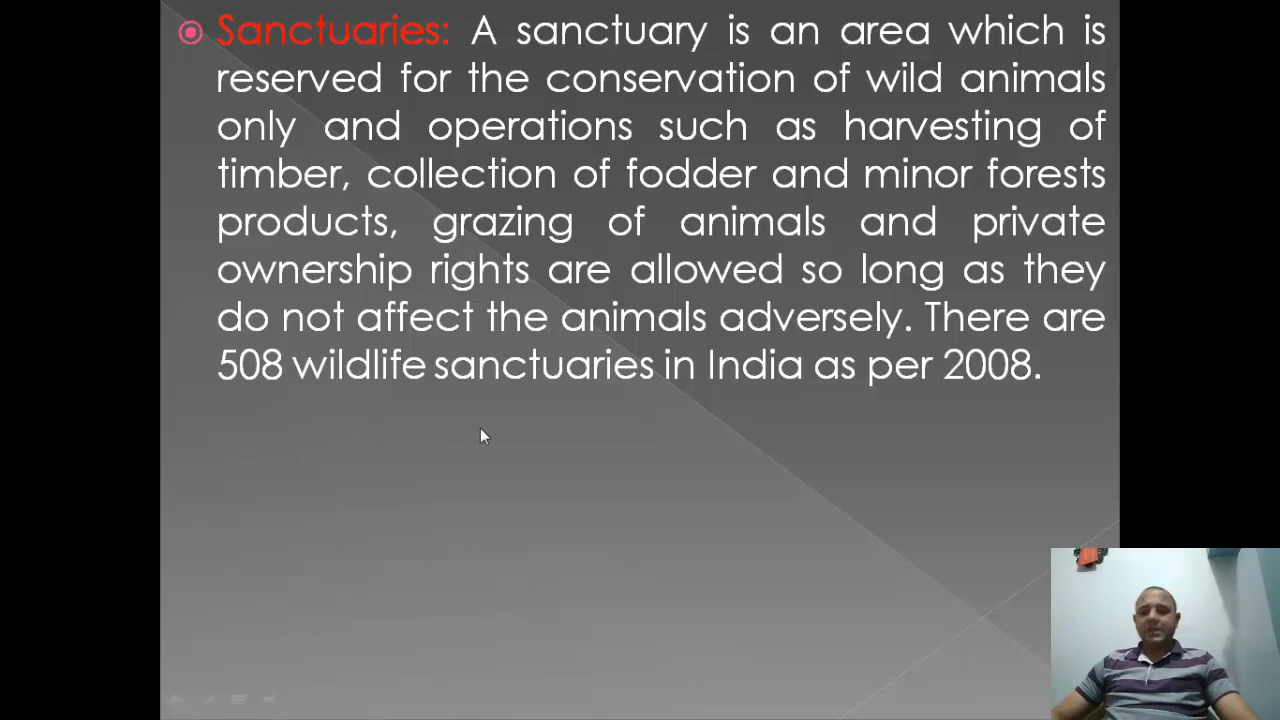 Sanctuaries: A sanctuary is an area which is
reserved for the conservation of wild animals
only and operations such as harvesting of
timber, collection of fodder and minor forests
products, grazing of animals and private
ownership rights are allowed so long as they
do not affect the animals adversely. There are
508 wildlife sanctuaries in India as per 2008.